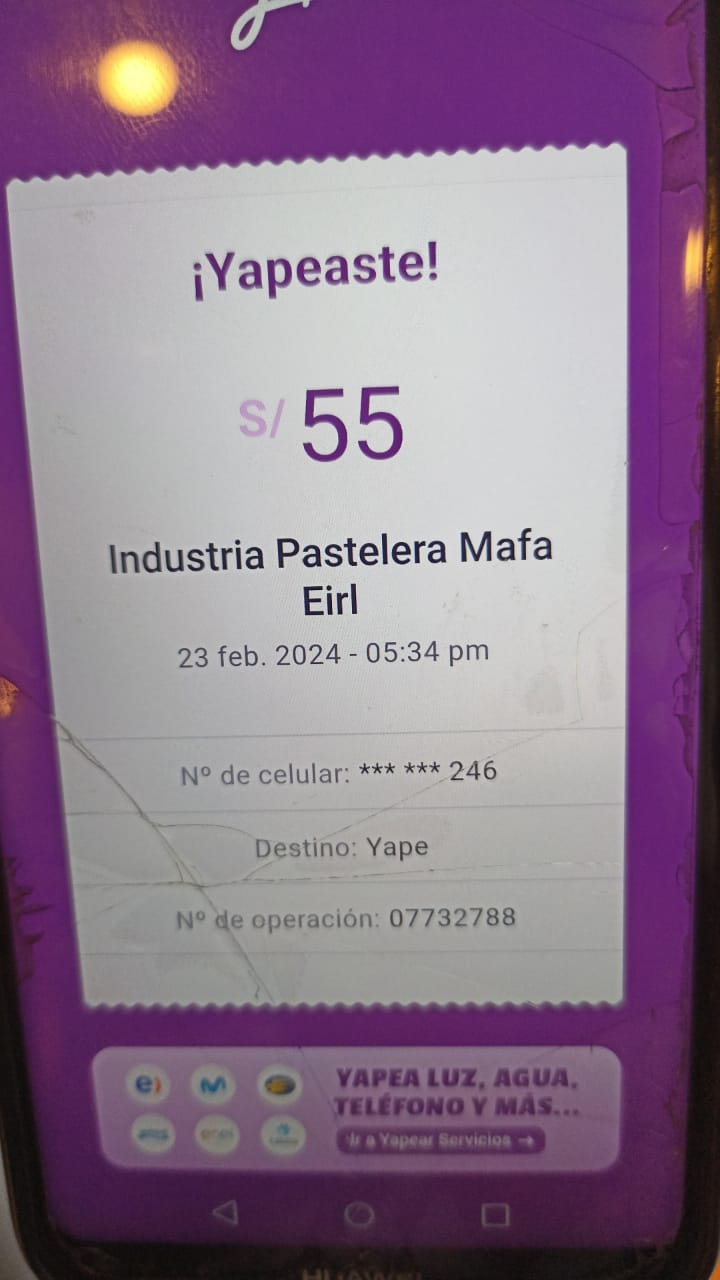 ¡Yapeaste!
S/ 55
Industria Pastelera Mafa
Eirl
23 feb. 2024 - 05:34 pm
Nº de celular: *** *** 246
Destino: Yape
Nº de operación: 07732788
YAPEA LUZ, AGUA,
TELÉFONO Y MÁS...
Ir a Yapear Servicios →
HUAWEI